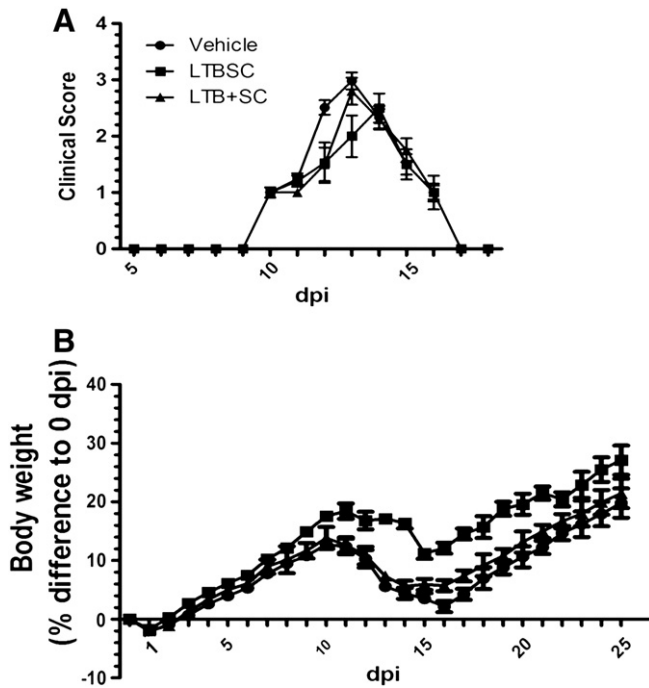 A
Vehicle
LTBSC
LTB+SC
Clinical Score
4
3
2
1
0
5
10
15
dpi
B
Body weight
(% difference to 0 dpi)
40
30
20
10
0
-10
1
5
10
15
20
25
dpi